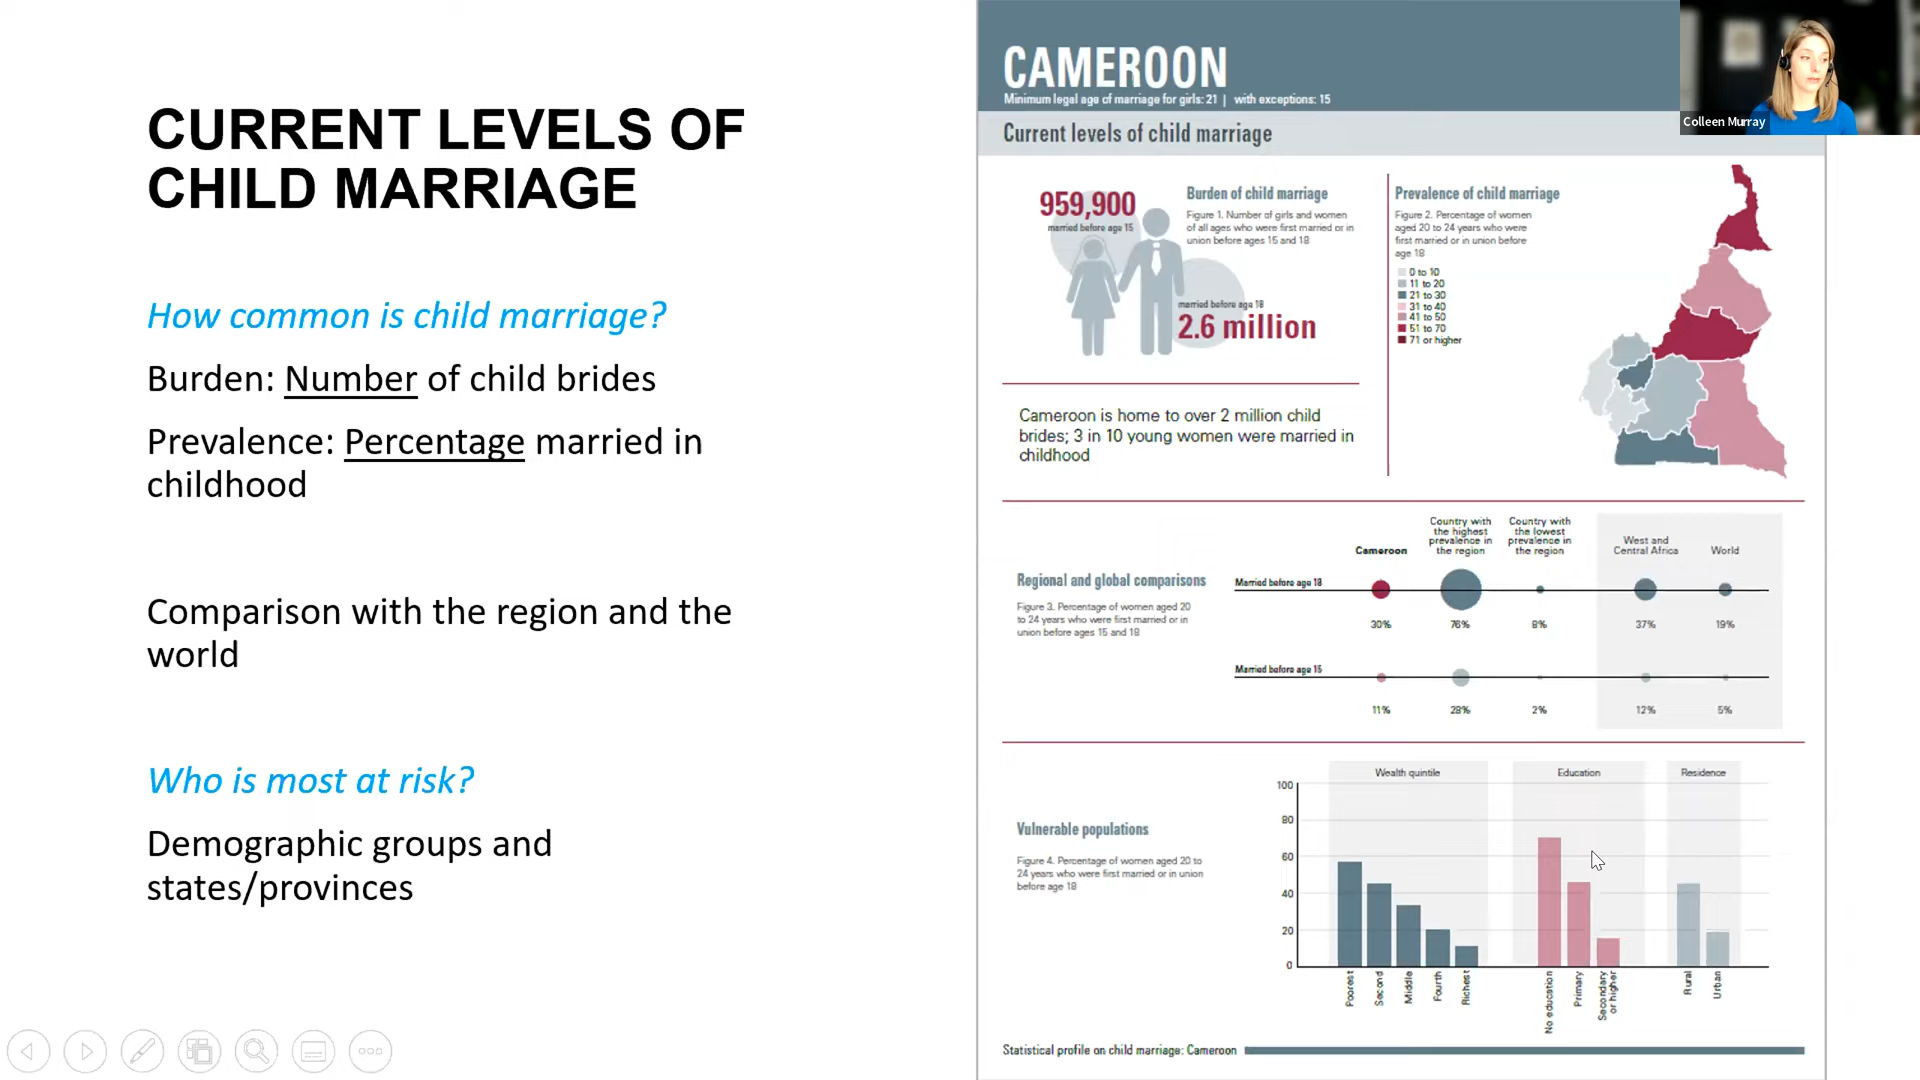 CURRENT LEVELS OF
CHILD MARRIAGE
How common is child marriage?
Burden: Number of child brides
Prevalence: Percentage married in
childhood
Comparison with the region and the
world
Who is most at risk?
Demographic groups and
states/provinces
CAMEROON
Minimum legal age of marriage for girls: 21 | with exceptions: 15
Colleen Murray
Current levels of child marriage
959,900
married before age 15
Burden of child marriage
Figure 1. Number of girls and women
of all ages who were first married or in
union before ages 15 and 18
married before age 18
2.6 million
Prevalence of child marriage
Figure 2. Percentage of women
aged 20 to 24 years who were
first married or in union before
age 18
0 to 10
11 to 20
21 to 30
31 to 40
41 to 50
51 to 70
71 or higher
Cameroon is home to over 2 million child
brides; 3 in 10 young women were married in
childhood
Regional and global comparisons
Figure 3. Percentage of women aged 20
to 24 years who were first married or in
union before ages 15 and 18
Cameroon
Country with
the highest
prevalence in
the region
Country with
the lowest
prevalence in
the region
West and
Central Africa
World
Married before age 18
30% 76% 8% 37% 19%
Married before age 15
11% 28% 2% 12% 5%
Vulnerable populations
Figure 4. Percentage of women aged 20 to
24 years who were first married or in union
before age 18
Wealth quintile
Education
Residence
100
80
60
40
20
0
Poorest
Second
Middle
Fourth
Richest
No education
Primary
Secondary
or higher
Rural
Urban
Statistical profile on child marriage: Cameroon